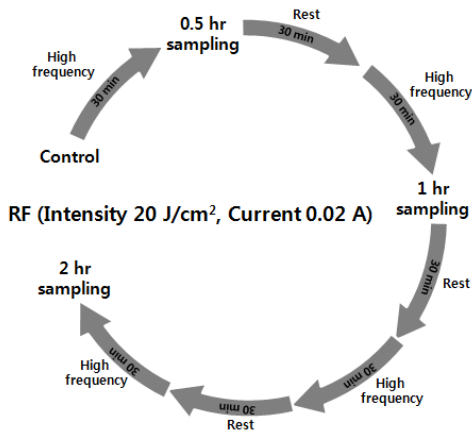 Control
High
frequency
30 min
0.5 hr
sampling
Rest
30 min
High
frequency
30 min
1 hr
sampling
RF (Intensity 20 J/cm², Current 0.02 A)
30 min
Rest
30 min
High
frequency
30 min
Rest
30 min
High
frequency
2 hr
sampling